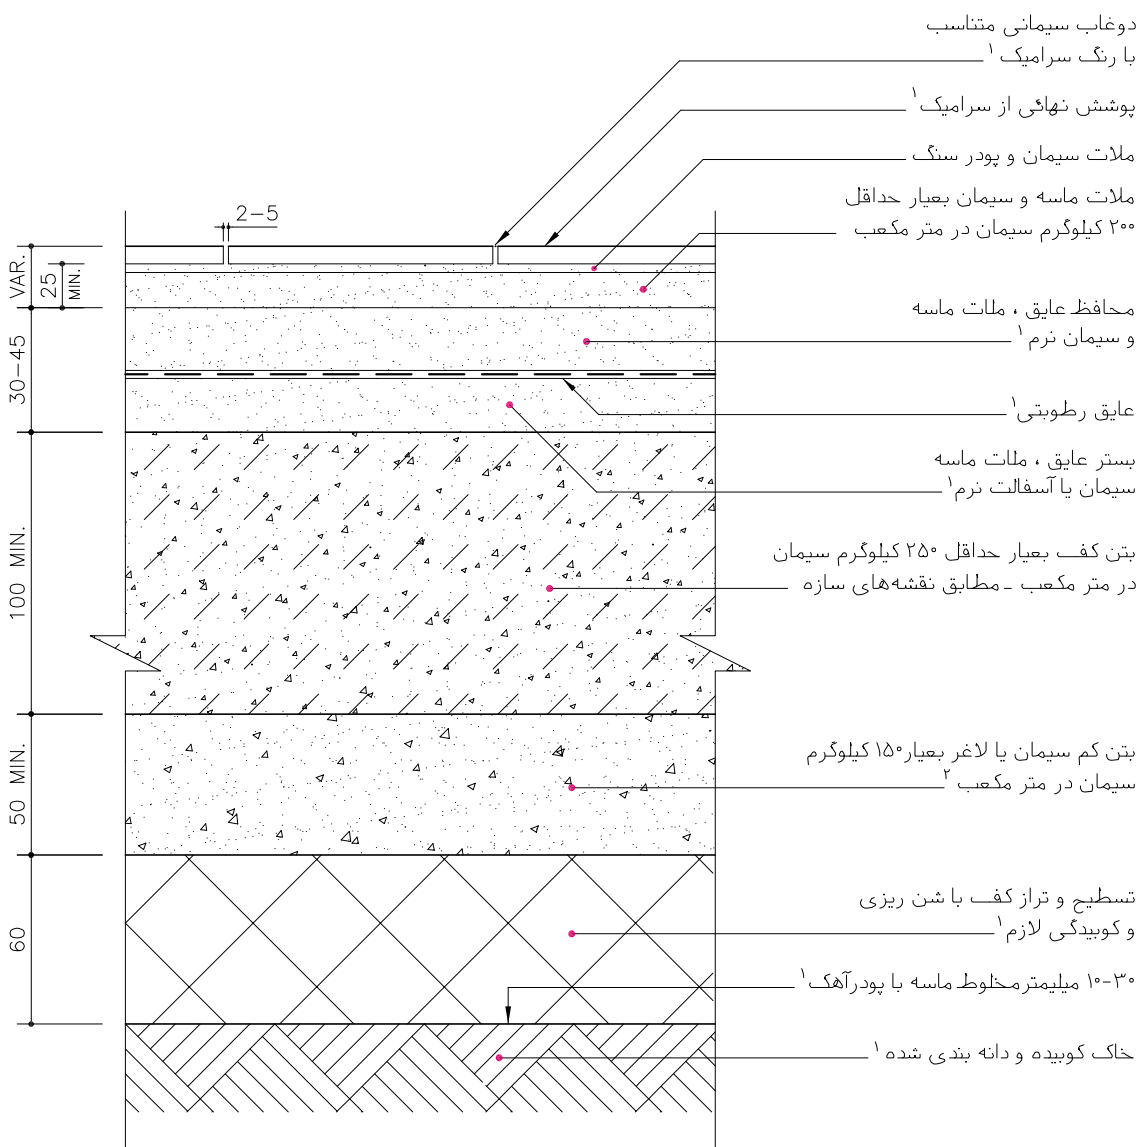 دوغاب سیمانی متناسب
با رنگ سرامیک ۱
پوشش نهائی از سرامیک ۱
ملات سیمان و پودر سنگ
ملات ماسه و سیمان بعیار حداقل
۲۰۰ کیلوگرم سیمان در متر مکعب
محافظ عایق ، ملات ماسه
و سیمان نرم ۱
عایق رطوبتی ۱
بستر عایق ، ملات ماسه
سیمان یا آسفالت نرم ۱
بتن کف بعیار حداقل ۲۵۰ کیلوگرم سیمان
در متر مکعب - مطابق نقشه‌های سازه
بتن کم سیمان یا لاغر بعیار ۱۵۰ کیلوگرم
سیمان در متر مکعب ۲
تسطیح و تراز کف با شن ریزی
و کوبیدگی لازم ۱
۱۰-۳۰ میلیمتر مخلوط ماسه با پودرآهک ۱
خاک کوبیده و دانه بندی شده ۱
2-5
VAR.
25
MIN.
30-45
100 MIN.
50 MIN.
60